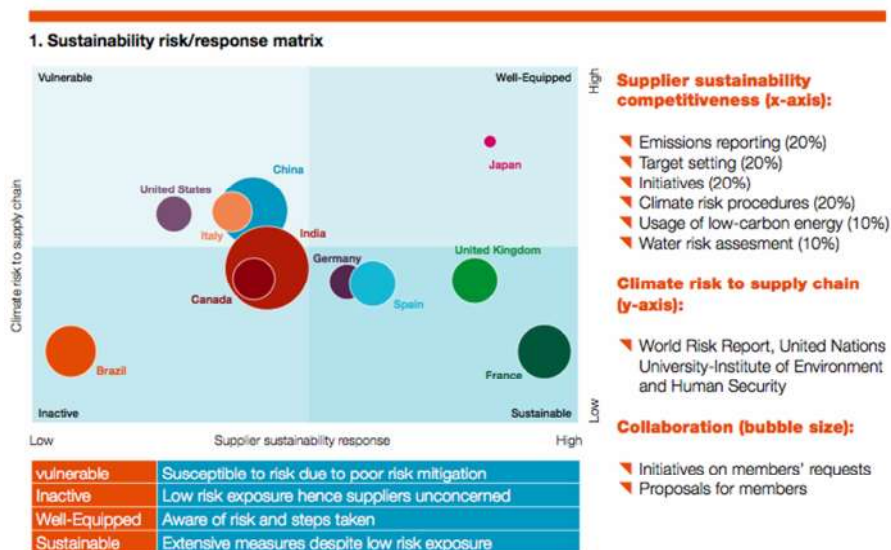 1. Sustainability risk/response matrix
Vulnerable
Well-Equipped
High
Japan
China
United States
Italy
India
Germany
United Kingdom
Canada
Spain
Brazil
France
Inactive
Sustainable
Low
Climate risk to supply chain
Low
Supplier sustainability response
High
Supplier sustainability
competitiveness (x-axis):
Emissions reporting (20%)
Target setting (20%)
Initiatives (20%)
Climate risk procedures (20%)
Usage of low-carbon energy (10%)
Water risk assesment (10%)
Climate risk to supply chain
(y-axis):
World Risk Report, United Nations
University-Institute of Environment
and Human Security
Collaboration (bubble size):
Initiatives on members' requests
Proposals for members
vulnerable Susceptible to risk due to poor risk mitigation
Inactive Low risk exposure hence suppliers unconcerned
Well-Equipped Aware of risk and steps taken
Sustainable Extensive measures despite low risk exposure